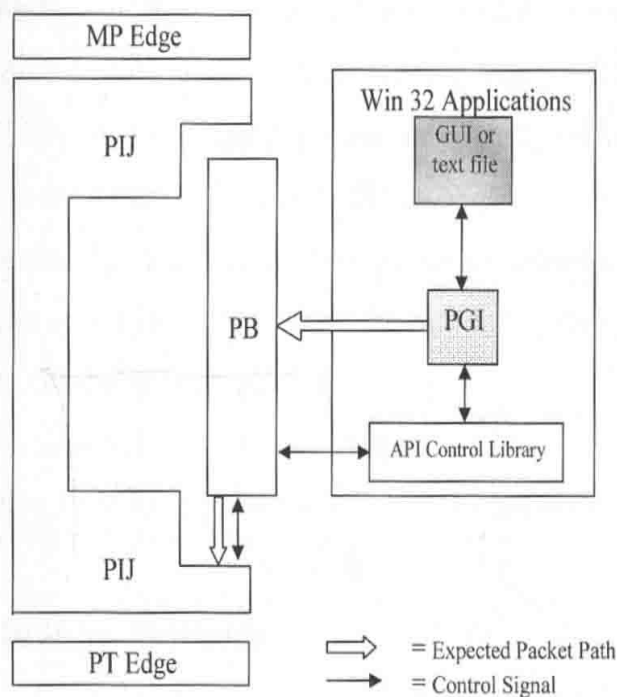 MP Edge
PIJ
Win 32 Applications
GUI or
text file
PB
PGI
API Control Library
PIJ
PT Edge
= Expected Packet Path
= Control Signal